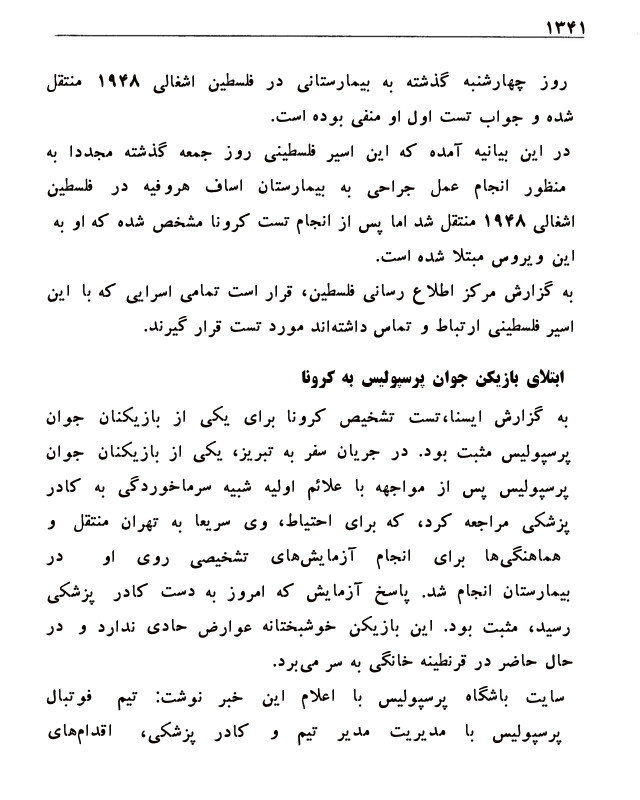 ۱۳۴۱
روز چهارشنبه گذشته به بیمارستانی در فلسطین اشغالی ۱۹۴۸ منتقل
شده و جواب تست اول او منفی بوده است.
در این بیانیه آمده که این اسیر فلسطینی روز جمعه گذشته مجددا به
منظور انجام عمل جراحی به بیمارستان اساف هروفیه در فلسطین
اشغالی ۱۹۴۸ منتقل شد اما پس از انجام تست کرونا مشخص شده که او به
این ویروس مبتلا شده است.
به گزارش مرکز اطلاع رسانی فلسطین، قرار است تمامی اسرایی که با این
اسیر فلسطینی ارتباط و تماس داشته‌اند مورد تست قرار گیرند.
ابتلای بازیکن جوان پرسپولیس به کرونا
به گزارش ایسنا،تست تشخیص کرونا برای یکی از بازیکنان جوان
پرسپولیس مثبت بود. در جریان سفر به تبریز، یکی از بازیکنان جوان
پرسپولیس پس از مواجهه با علائم اولیه شبیه سرماخوردگی به کادر
پزشکی مراجعه کرد، که برای احتیاط، وی سریعا به تهران منتقل و
هماهنگی‌ها برای انجام آزمایش‌های تشخیصی روی او در
بیمارستان انجام شد. پاسخ آزمایش که امروز به دست کادر پزشکی
رسید، مثبت بود. این بازیکن خوشبختانه عوارض حادی ندارد و در
حال حاضر در قرنطینه خانگی به سر می‌برد.
سایت باشگاه پرسپولیس با اعلام این خبر نوشت: تیم فوتبال
پرسپولیس با مدیریت مدیر تیم و کادر پزشکی، اقدام‌های